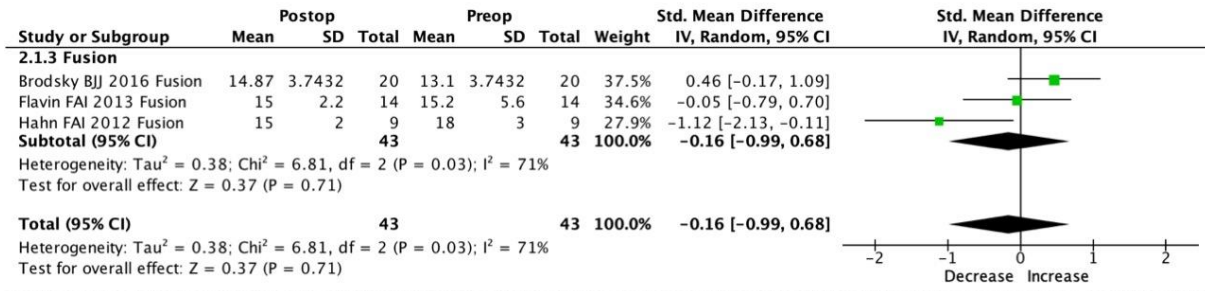 Postop Preop Std. Mean Difference Std. Mean Difference
Study or Subgroup Mean SD Total Mean SD Total Weight IV, Random, 95% CI IV, Random, 95% CI
2.1.3 Fusion
Brodsky BJJ 2016 Fusion 14.87 3.7432 20 13.1 3.7432 20 37.5% 0.46 [-0.17, 1.09]
Flavin FAI 2013 Fusion 15 2.2 14 15.2 5.6 14 34.6% -0.05 [-0.79, 0.70]
Hahn FAI 2012 Fusion 15 2 9 18 3 9 27.9% -1.12 [-2.13, -0.11]
Subtotal (95% CI) 43 43 100.0% -0.16 [-0.99, 0.68]
Heterogeneity: Tau² = 0.38; Chi² = 6.81, df = 2 (P = 0.03); I² = 71%
Test for overall effect: Z = 0.37 (P = 0.71)
Total (95% CI) 43 43 100.0% -0.16 [-0.99, 0.68]
Heterogeneity: Tau² = 0.38; Chi² = 6.81, df = 2 (P = 0.03); I² = 71%
Test for overall effect: Z = 0.37 (P = 0.71)
-2 -1 0 1 2
Decrease Increase